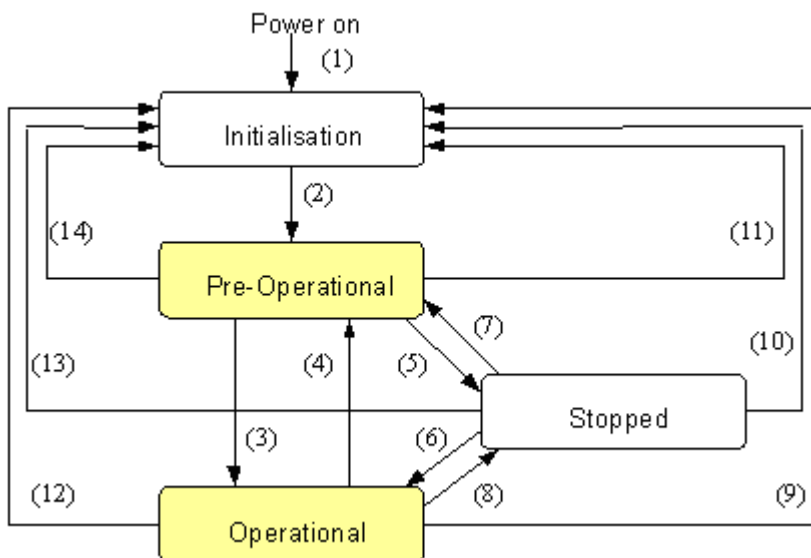 Power on
(1)
Initialisation
(2)
(14)
(11)
Pre-Operational
(7)
(13)
(4)
(5)
(10)
Stopped
(3)
(6)
(12)
(8)
(9)
Operational